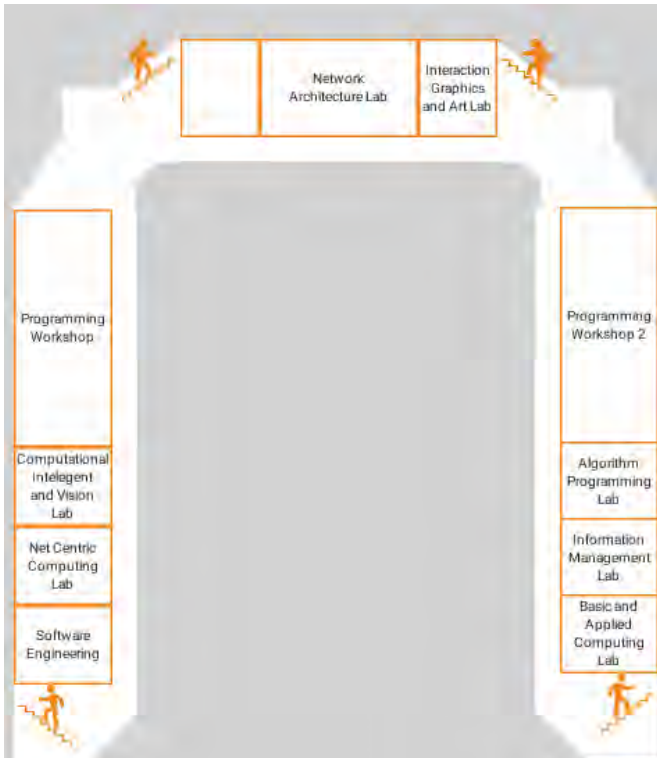 Network
Architecture Lab
Interaction
Graphics
and Art Lab
Programming
Workshop
Computational
Intelegent
and Vision
Lab
Net Centric
Computing
Lab
Software
Engineering
Programming
Workshop 2
Algorithm
Programming
Lab
Information
Management
Lab
Basic and
Applied
Computing
Lab